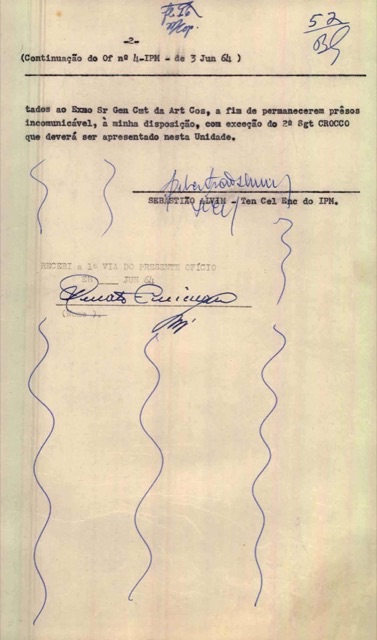 52
-2-
(Continuação do Of nº 4-IPM - de 3 Jun 64 )
tados ao Exmo Sr Gen Cmt da Art Cos, a fim de permanecerem prêsos
incomunicável, à minha disposição, com exceção do 2º Sgt CROCCO
que deverá ser apresentado nesta Unidade.
SEBASTIÃO ALVIM - Ten Cel Enc do IPM.
RECEBI a 1ª VIA DO PRESENTE OFÍCIO
JUN 64